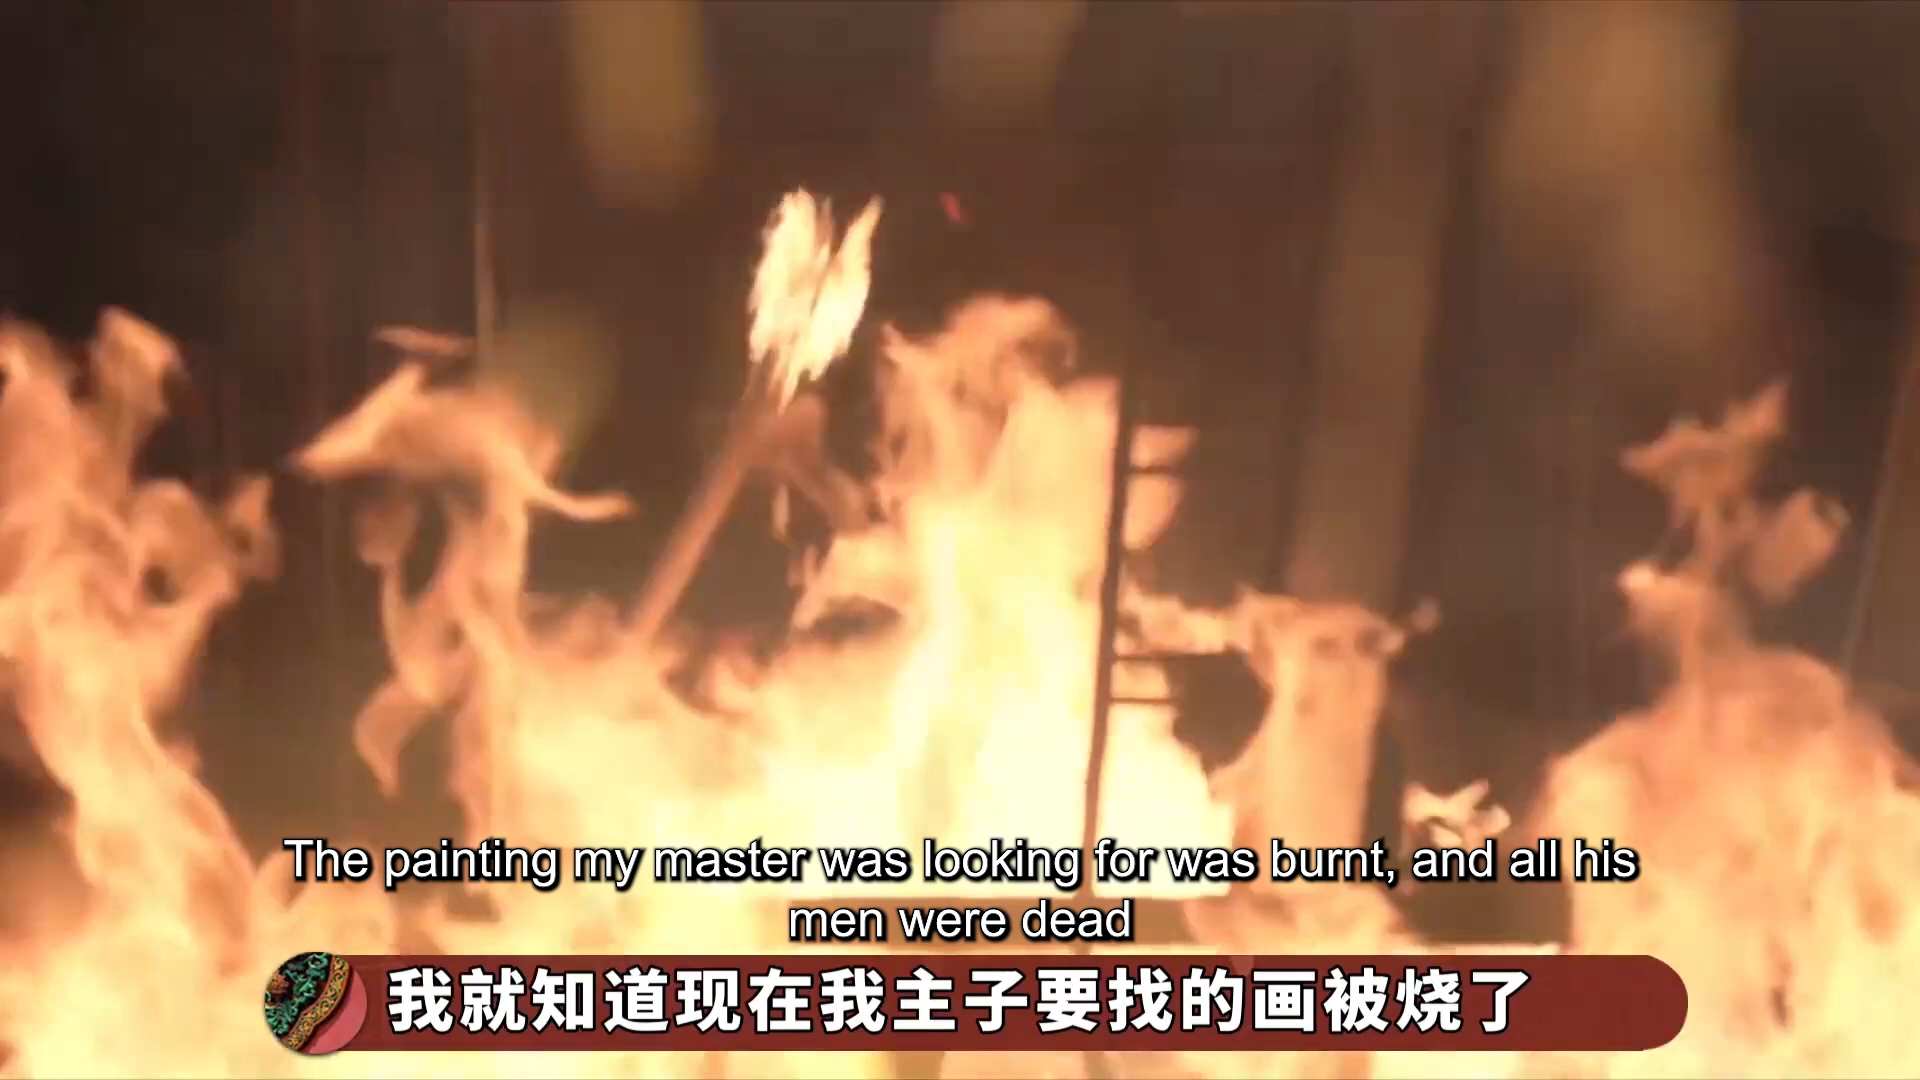 The painting my master was looking for was burnt, and all his
men were dead
我就知道现在我主子要找的画被烧了